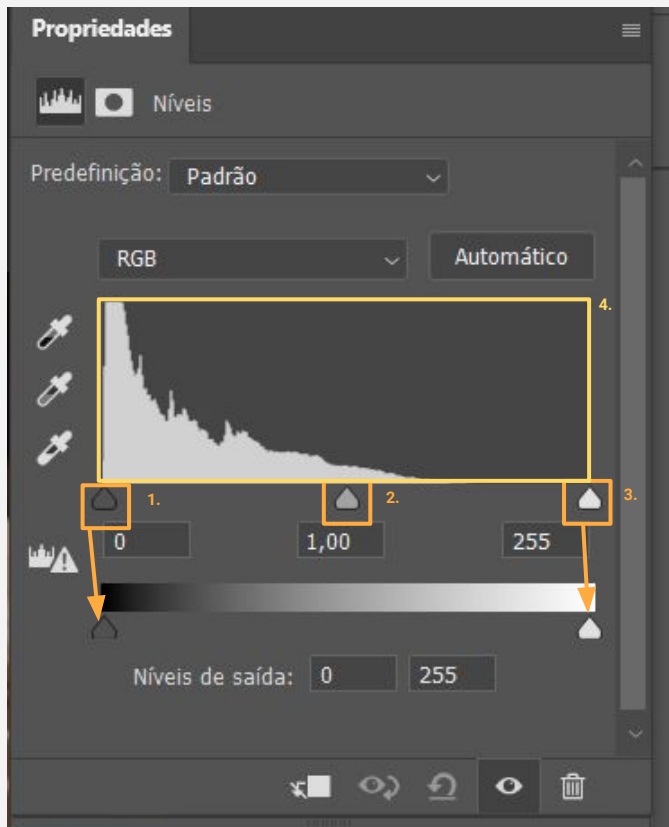 Propriedades
Níveis
Predefinição: Padrão
RGB Automático
4.
1. 2. 3.
0 1,00 255
Níveis de saída: 0 255